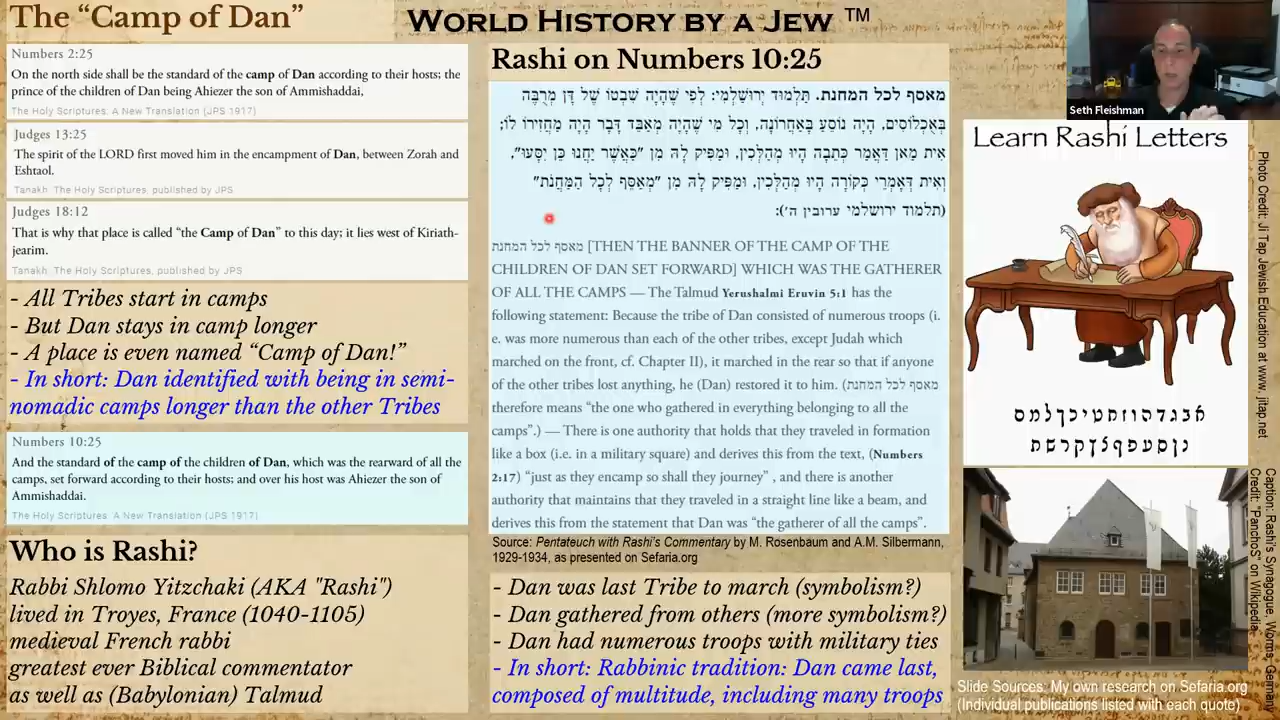 The “Camp of Dan”
WORLD HISTORY BY A JEW ™
Numbers 2:25
On the north side shall be the standard of the camp of Dan according to their hosts; the
prince of the children of Dan being Ahiezer the son of Ammishaddai,
The Holy Scriptures: A New Translation (JPS 1917)
Judges 13:25
The spirit of the LORD first moved him in the encampment of Dan, between Zorah and
Eshtaol.
Tanakh: The Holy Scriptures, published by JPS
Judges 18:12
That is why that place is called “the Camp of Dan” to this day; it lies west of Kiriath-
jearim.
Tanakh: The Holy Scriptures, published by JPS
- All Tribes start in camps
- But Dan stays in camp longer
- A place is even named “Camp of Dan!”
- In short: Dan identified with being in semi-
nomadic camps longer than the other Tribes
Numbers 10:25
And the standard of the camp of the children of Dan, which was the rearward of all the
camps, set forward according to their hosts; and over his host was Ahiezer the son of
Ammishaddai.
The Holy Scriptures: A New Translation (JPS 1917)
Who is Rashi?
Rabbi Shlomo Yitzchaki (AKA "Rashi")
lived in Troyes, France (1040-1105)
medieval French rabbi
greatest ever Biblical commentator
as well as (Babylonian) Talmud
Rashi on Numbers 10:25
מאסף לכל המחנת. תַּלְמוּד יְרוּשַׁלְמִי: לְפִי שֶׁהָיָה שִׁבְטוֹ שֶׁל דָּן מְרֻבֶּה
בְּאֻכְלוֹסִים, הָיָה נוֹסֵעַ בָּאַחֲרוֹנָה, וְכָל מִי שֶׁהָיָה מְאַבֵּד דָּבָר הָיָה מַחֲזִירוֹ לוֹ;
אִית מָאן דְּאָמַר כְּתֵבָה הָיוּ מְהַלְּכִין, וּמַפִּיק לַהּ מִן "כַּאֲשֶׁר יַחֲנוּ כֵּן יִסָּעוּ",
וְאִית דְּאָמְרֵי כְּקוֹרָה הָיוּ מְהַלְּכִין, וּמַפִּיק לַהּ מִן "מְאַסֵּף לְכָל הַמַּחֲנֹת"
(תלמוד ירושלמי ערובין ה'):
מאסף לכל המחנת [THEN THE BANNER OF THE CAMP OF THE
CHILDREN OF DAN SET FORWARD] WHICH WAS THE GATHERER
OF ALL THE CAMPS — The Talmud Yerushalmi Eruvin 5:1 has the
following statement: Because the tribe of Dan consisted of numerous troops (i.
e. was more numerous than each of the other tribes, except Judah which
marched on the front, cf. Chapter II), it marched in the rear so that if anyone
of the other tribes lost anything, he (Dan) restored it to him. (מאסף לכל המחנת
therefore means “the one who gathered in everything belonging to all the
camps”.) — There is one authority that holds that they traveled in formation
like a box (i.e. in a military square) and derives this from the text, (Numbers
2:17) “just as they encamp so shall they journey” , and there is another
authority that maintains that they traveled in a straight line like a beam, and
derives this from the statement that Dan was “the gatherer of all the camps”.
Source: Pentateuch with Rashi's Commentary by M. Rosenbaum and A.M. Silbermann,
1929-1934, as presented on Sefaria.org
- Dan was last Tribe to march (symbolism?)
- Dan gathered from others (more symbolism?)
- Dan had numerous troops with military ties
- In short: Rabbinic tradition: Dan came last,
composed of multitude, including many troops
Seth Fleishman
Learn Rashi Letters
אבגדהוזחטיכךלמם
נןסעפףצץקרשת
Photo Credit: Ji Tap Jewish Education at www. jitap.net
Caption: Rashi's Synagogue, Worms, Germany
Credit: "PanchoS" on Wikipedia
Slide Sources: My own research on Sefaria.org
(Individual publications listed with each quote)